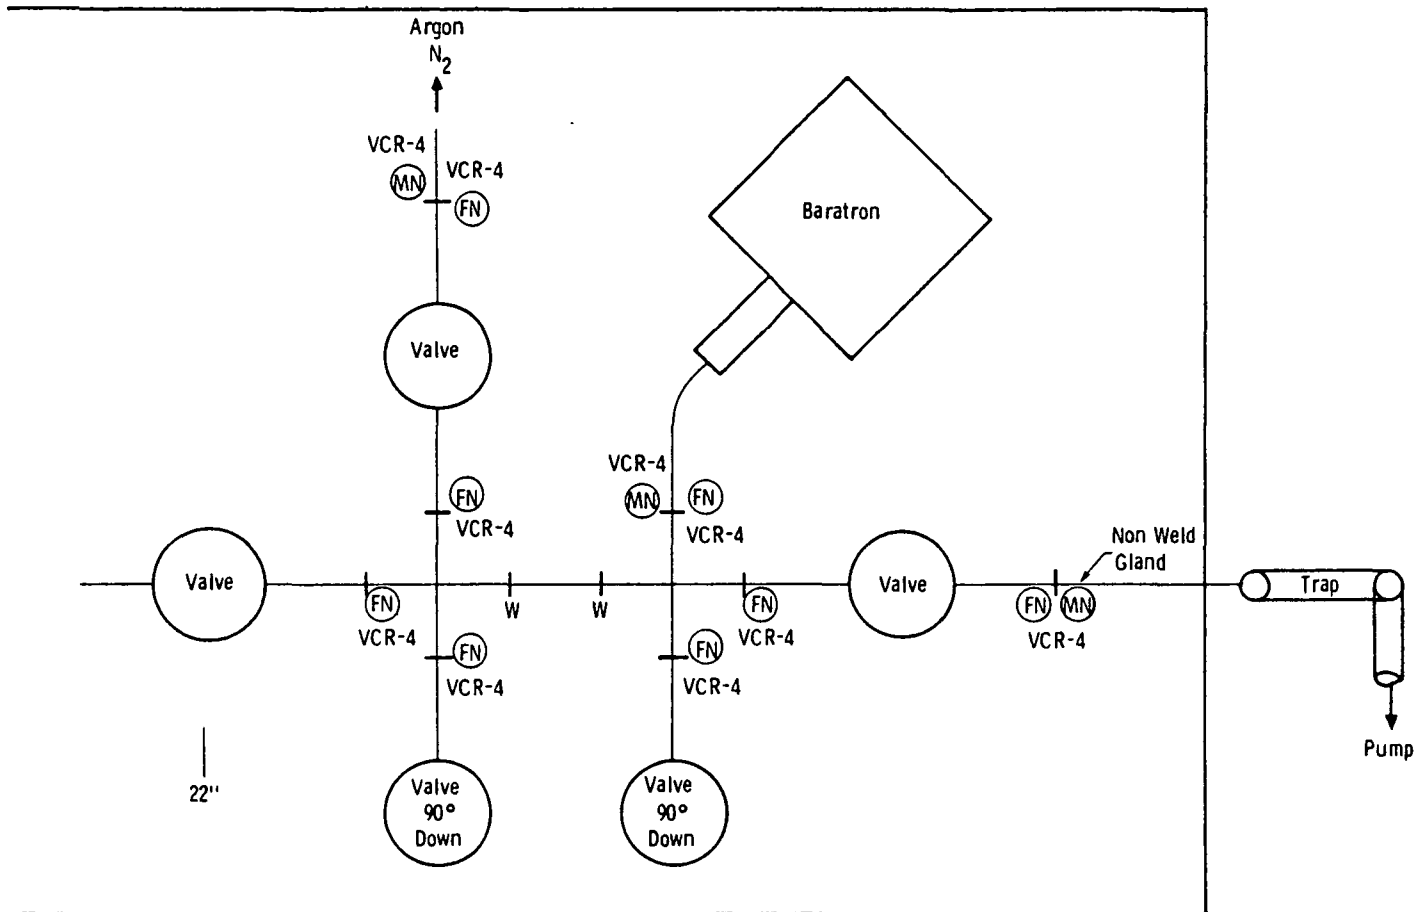 Argon
N2
VCR-4
VCR-4
MN
FN
Baratron
Valve
VCR-4
FN
MN
FN
VCR-4
VCR-4
Non Weld
Gland
Valve
Valve
Trap
FN
W
W
FN
FN
MN
VCR-4
VCR-4
VCR-4
FN
FN
VCR-4
VCR-4
Pump
22"
Valve
90°
Down
Valve
90°
Down